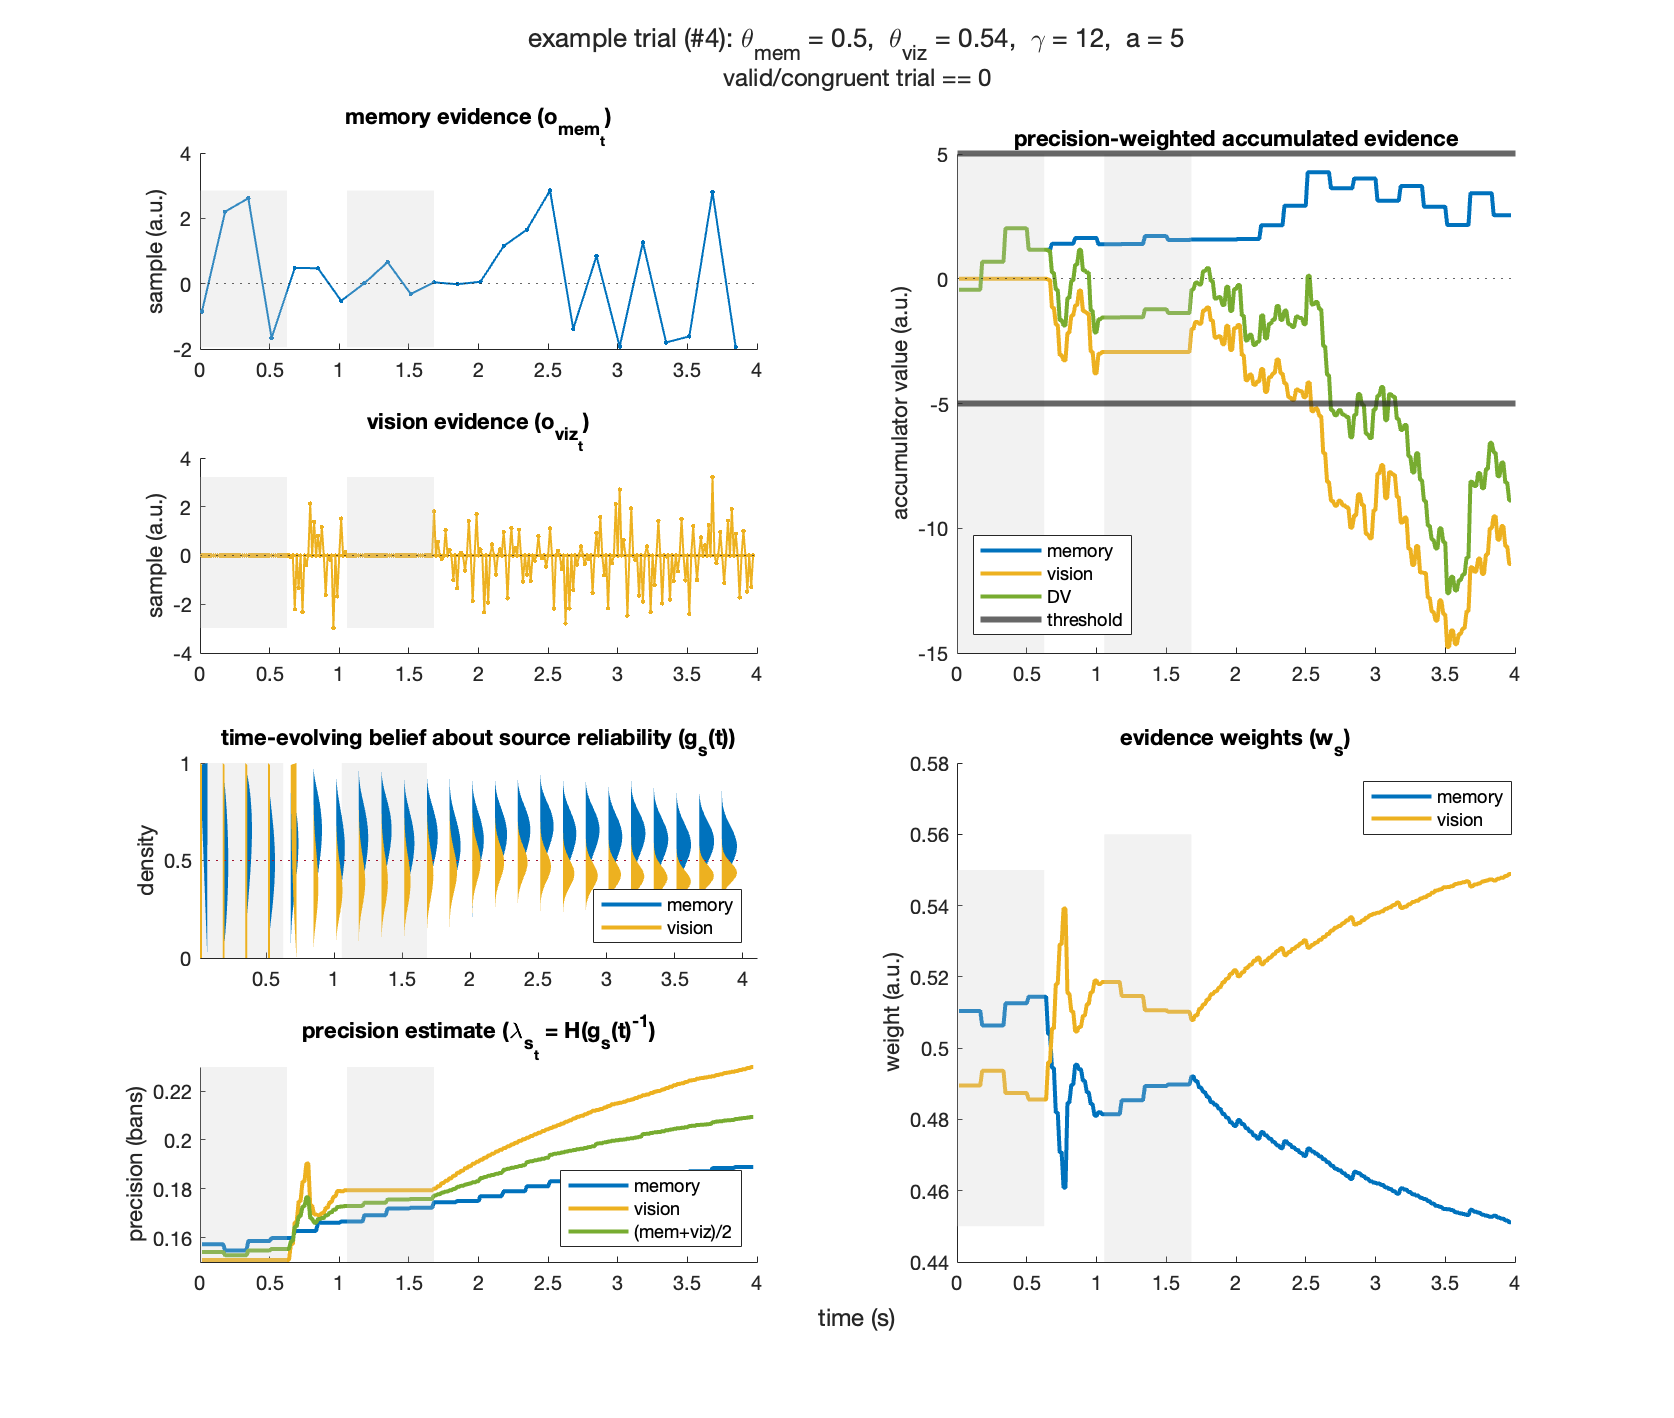 example trial (#4): θmem = 0.5, θviz = 0.54, γ = 12, a = 5
valid/congruent trial == 0
memory evidence (o_mem_t)
sample (a.u.)
4
2
0
-2
0 0.5 1 1.5 2 2.5 3 3.5 4
vision evidence (o_viz_t)
sample (a.u.)
4
2
0
-2
-4
0 0.5 1 1.5 2 2.5 3 3.5 4
time-evolving belief about source reliability (g_s(t))
density
1
0.5
0
memory
vision
0.5 1 1.5 2 2.5 3 3.5 4
precision estimate (λ_s_t = H(g_s(t)^-1)
precision (bans)
0.22
0.2
0.18
0.16
memory
vision
(mem+viz)/2
0 0.5 1 1.5 2 2.5 3 3.5 4
precision-weighted accumulated evidence
accumulator value (a.u.)
5
0
-5
-10
-15
memory
vision
DV
threshold
0 0.5 1 1.5 2 2.5 3 3.5 4
evidence weights (w_s)
weight (a.u.)
0.58
0.56
0.54
0.52
0.5
0.48
0.46
0.44
memory
vision
0 0.5 1 1.5 2 2.5 3 3.5 4
time (s)